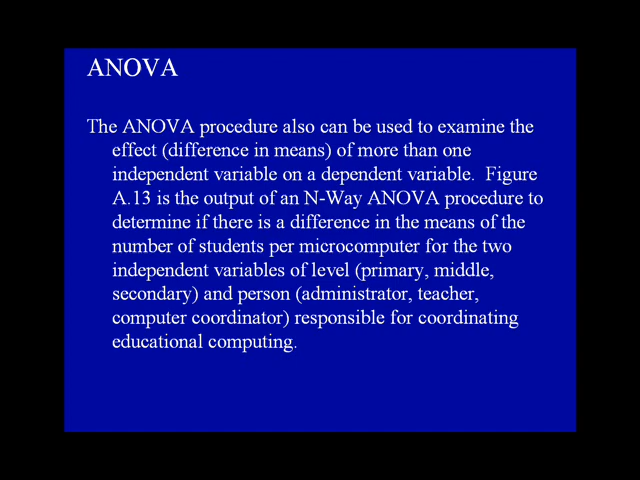 ANOVA
The ANOVA procedure also can be used to examine the
effect (difference in means) of more than one
independent variable on a dependent variable.  Figure
A.13 is the output of an N-Way ANOVA procedure to
determine if there is a difference in the means of the
number of students per microcomputer for the two
independent variables of level (primary, middle,
secondary) and person (administrator, teacher,
computer coordinator) responsible for coordinating
educational computing.